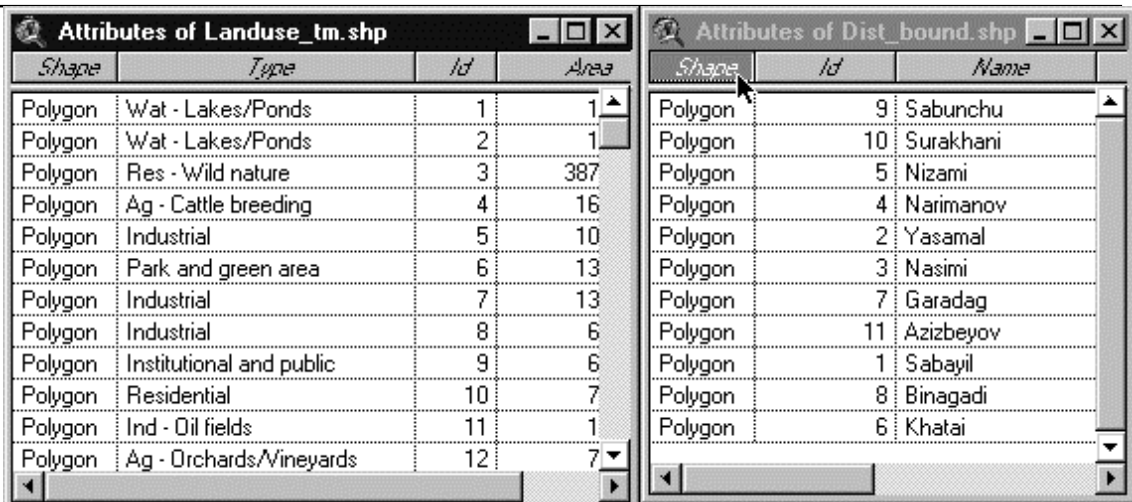 Attributes of Landuse_tm.shp
Shape Type Id Area
Polygon Wat - Lakes/Ponds 1 1
Polygon Wat - Lakes/Ponds 2 1
Polygon Res - Wild nature 3 387
Polygon Ag - Cattle breeding 4 16
Polygon Industrial 5 10
Polygon Park and green area 6 13
Polygon Industrial 7 13
Polygon Industrial 8 6
Polygon Institutional and public 9 6
Polygon Residential 10 7
Polygon Ind - Oil fields 11 1
Polygon Ag - Orchards/Vineyards 12 7
Attributes of Dist_bound.shp
Shape Id Name
Polygon 9 Sabunchu
Polygon 10 Surakhani
Polygon 5 Nizami
Polygon 4 Narimanov
Polygon 2 Yasamal
Polygon 3 Nasimi
Polygon 7 Garadag
Polygon 11 Azizbeyov
Polygon 1 Sabayil
Polygon 8 Binagadi
Polygon 6 Khatai